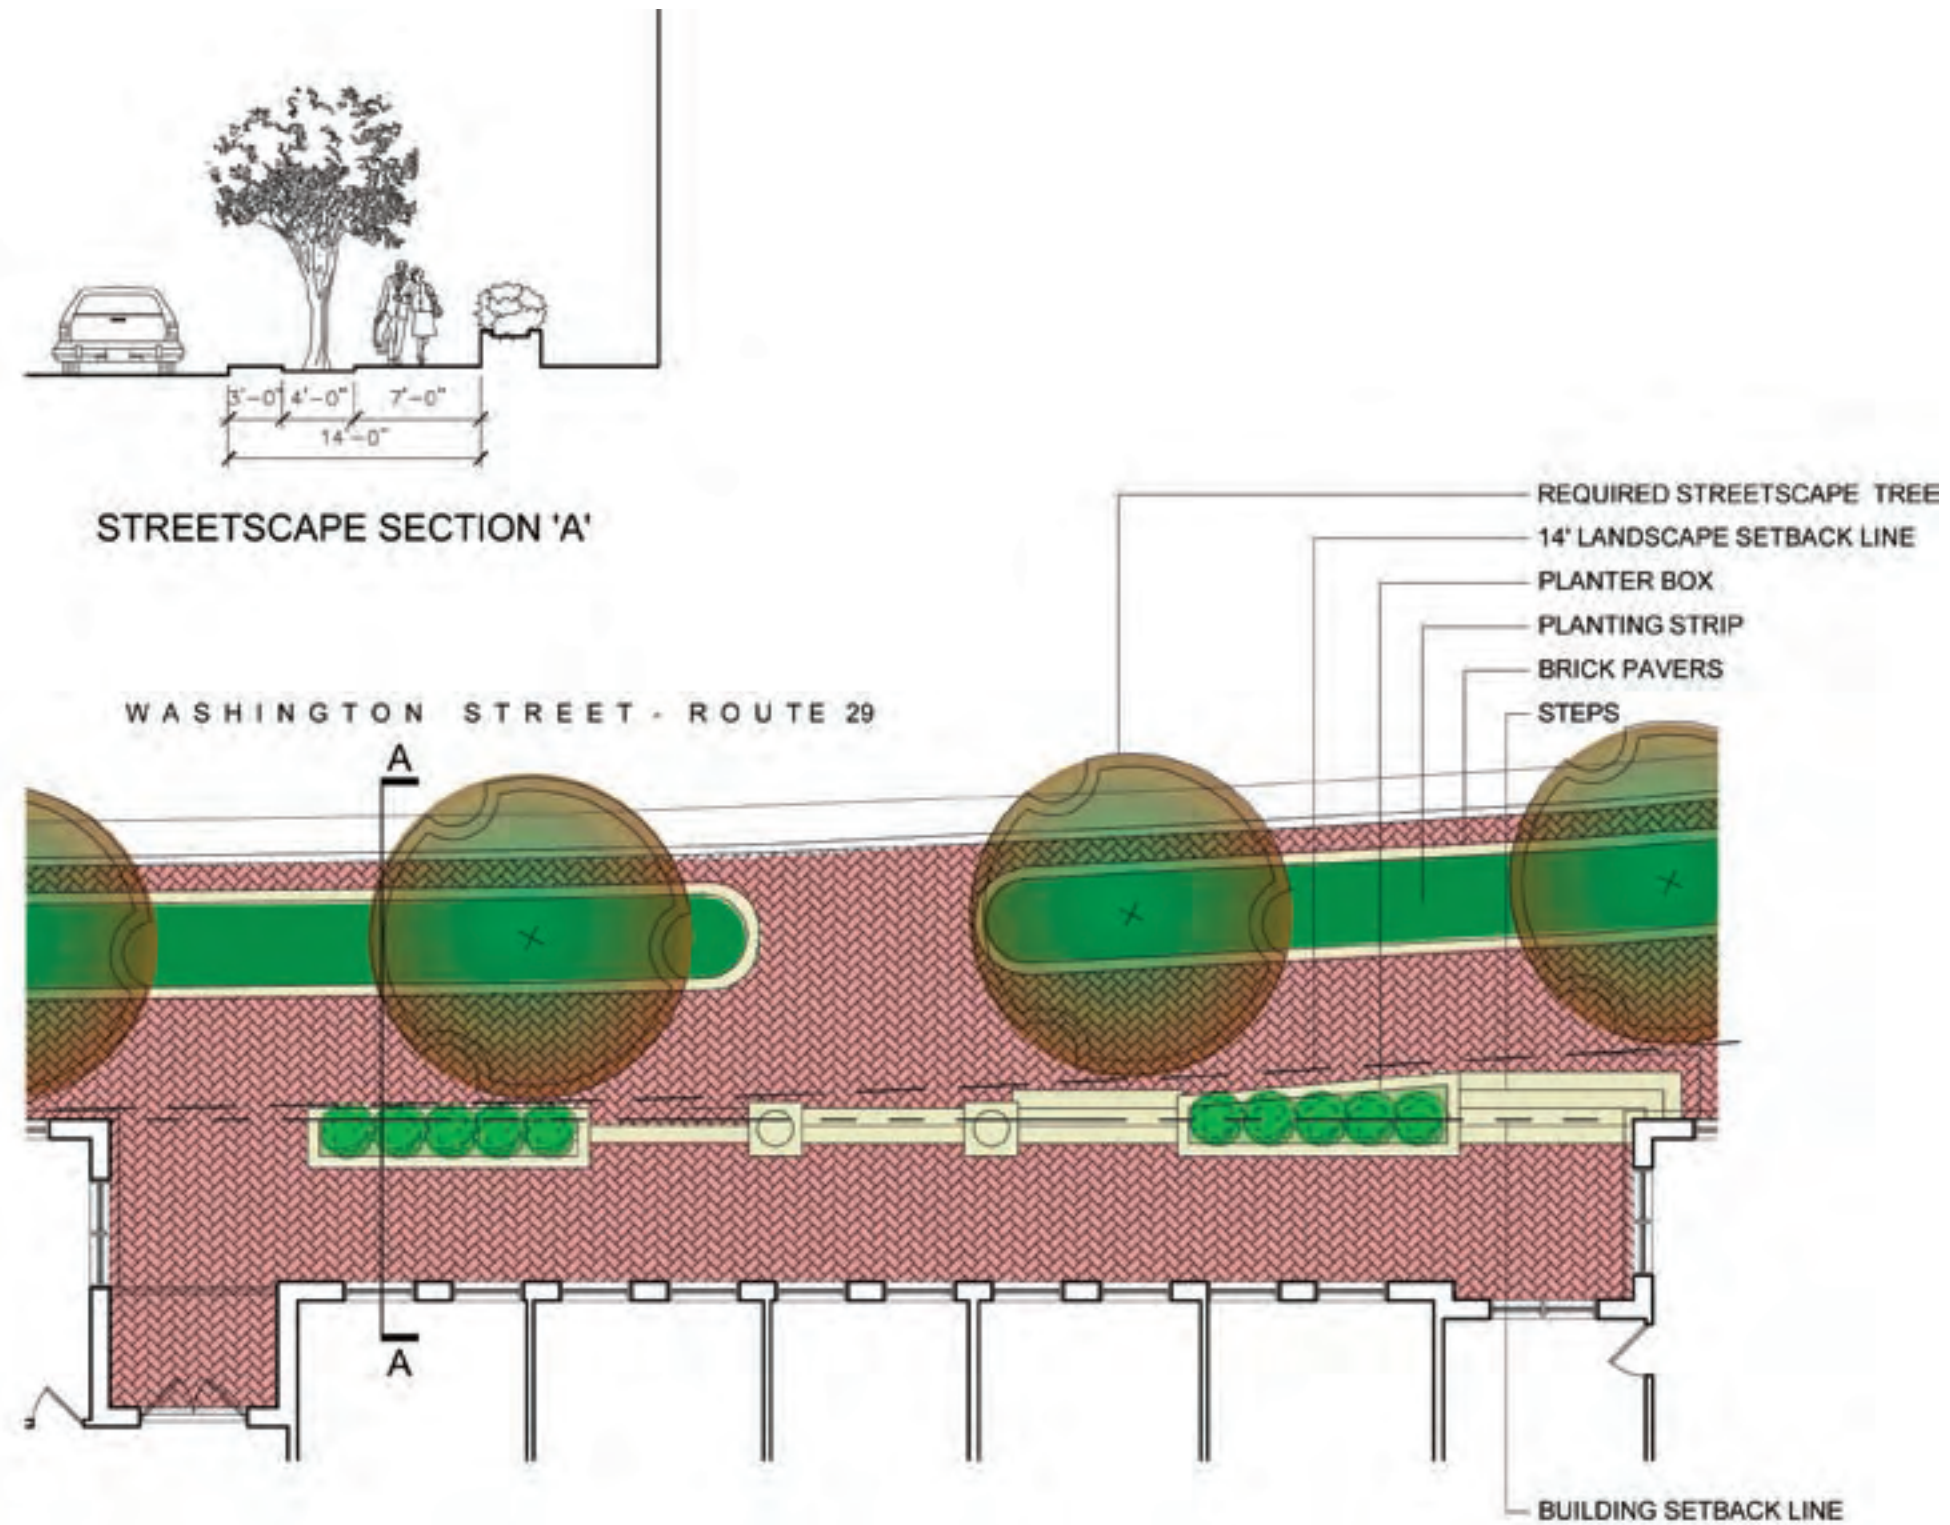 3'-0" 4'-0" 7'-0"
14'-0"
STREETSCAPE SECTION 'A'
REQUIRED STREETSCAPE TREE
14' LANDSCAPE SETBACK LINE
PLANTER BOX
PLANTING STRIP
BRICK PAVERS
STEPS
WASHINGTON STREET - ROUTE 29
A
A
BUILDING SETBACK LINE